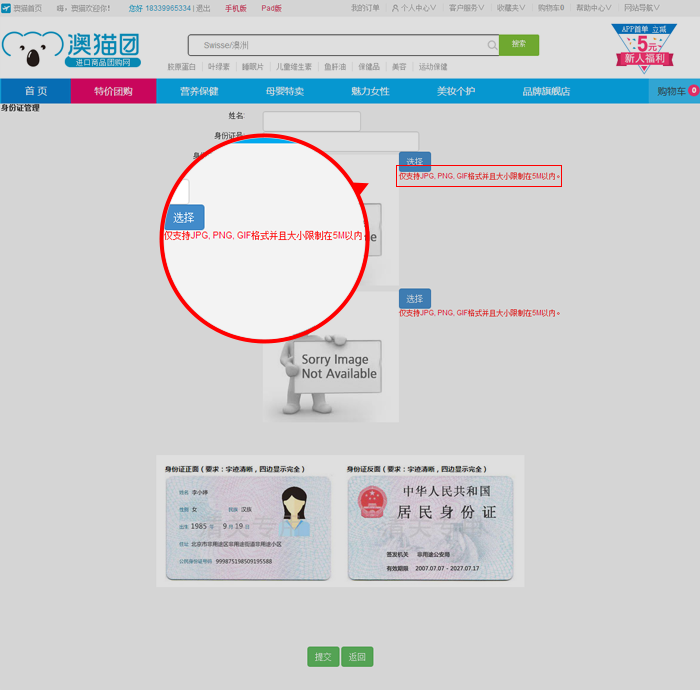 澳猫首页 嗨，澳猫欢迎你！ 您好 18339965334 | 退出 手机版 Pad版 我的订单 个人中心 客户服务 收藏夹 购物车0 帮助中心 网站导航
澳猫团
进口商品团购网
Swisse/澳洲
搜索
胶原蛋白 叶绿素 睡眠片 儿童维生素 鱼肝油 保健品 美容 运动保健
APP首单 立减
5元
新人福利
首 页 特价团购 营养保健 母婴特卖 魅力女性 美妆个护 品牌旗舰店 购物车 0
身份证管理
姓名:
身份证号:
选择
仅支持JPG, PNG, GIF格式并且大小限制在5M以内。
选择
仅支持JPG, PNG, GIF格式并且大小限制在5M以内
选择
仅支持JPG, PNG, GIF格式并且大小限制在5M以内。
Sorry Image
Not Available
身份证正面（要求：字迹清晰，四边显示完全）
姓名 李小婷
性别 女 民族 汉族
出生 1985 年 9 月 19 日
住址 北京市非用途区非用途街道非用途小区
公民身份证号码 999875198509195588
清关专用
身份证反面（要求：字迹清晰，四边显示完全）
中华人民共和国
居民身份证
清关专用
签发机关 非用途公安局
有效期限 2007.07.07 - 2027.07.17
提交 返回